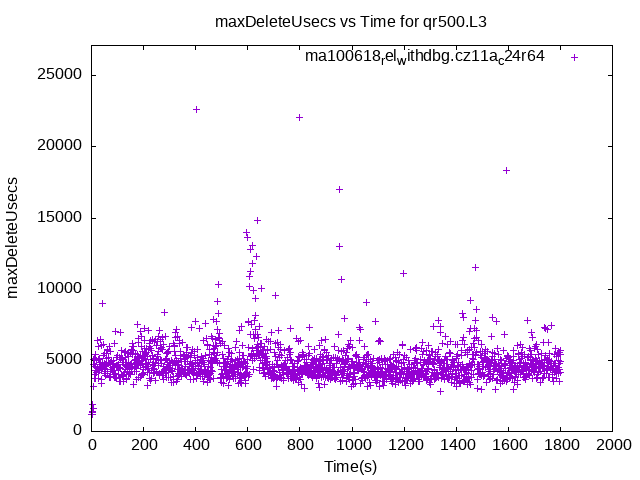 maxDeleteUsecs vs Time for qr500.L3
ma100618relwithdbg.cz11ac24r64
25000
20000
15000
10000
5000
0
maxDeleteUsecs
0 200 400 600 800 1000 1200 1400 1600 1800 2000
Time(s)